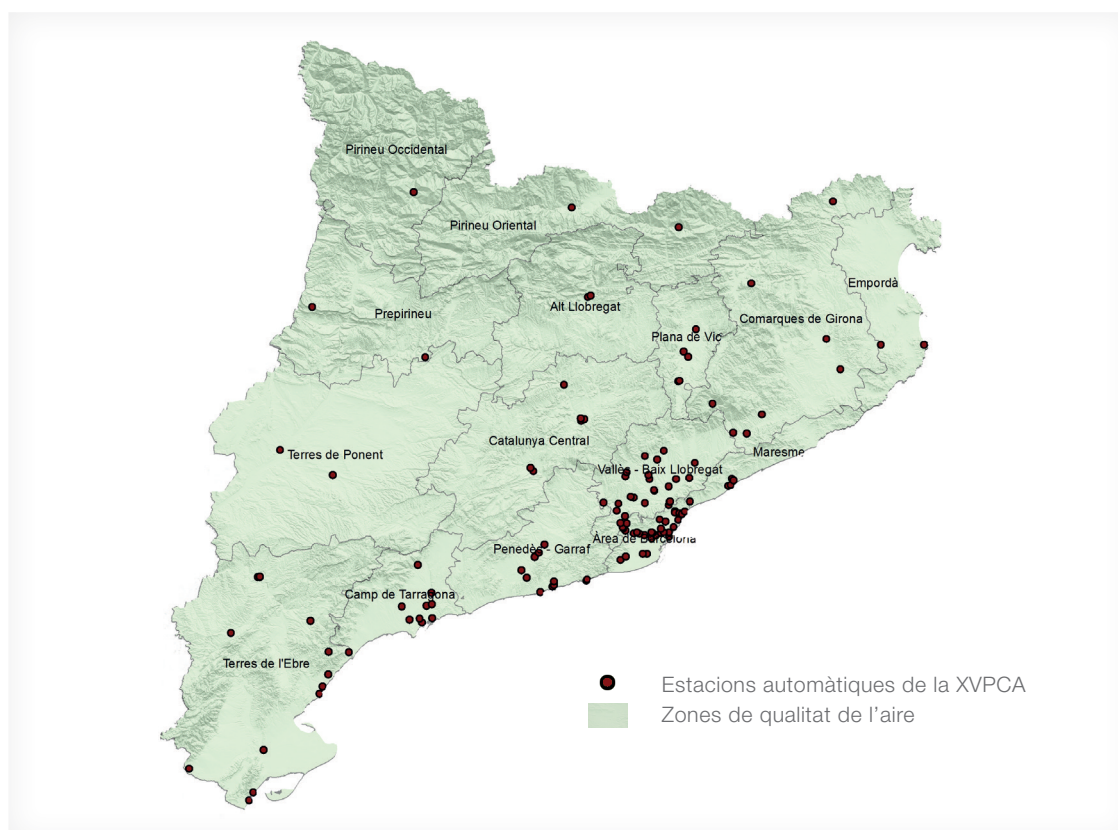 Pirineu Occidental
Pirineu Oriental
Empordà
Alt Llobregat
Prepirineu
Comarques de Girona
Plana de Vic
Catalunya Central
Terres de Ponent
Maresme
Vallès - Baix Llobregat
Àrea de Barcelona
Penedès - Garraf
Camp de Tarragona
Terres de l'Ebre
Estacions automàtiques de la XVPCA
Zones de qualitat de l’aire